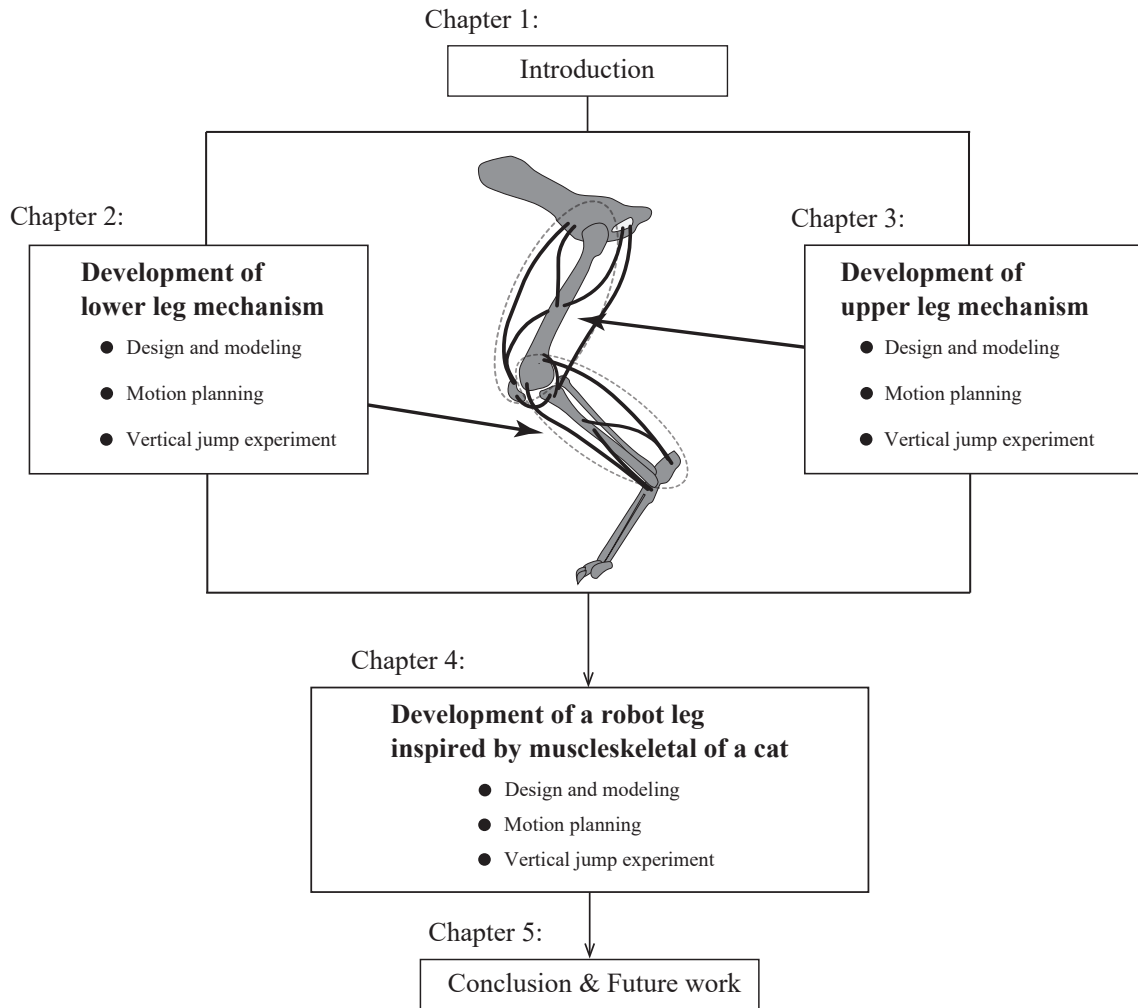 Chapter 1:
Introduction
Chapter 2:
Development of
lower leg mechanism
● Design and modeling
● Motion planning
● Vertical jump experiment
Chapter 3:
Development of
upper leg mechanism
● Design and modeling
● Motion planning
● Vertical jump experiment
Chapter 4:
Development of a robot leg
inspired by muscleskeletal of a cat
● Design and modeling
● Motion planning
● Vertical jump experiment
Chapter 5:
Conclusion & Future work